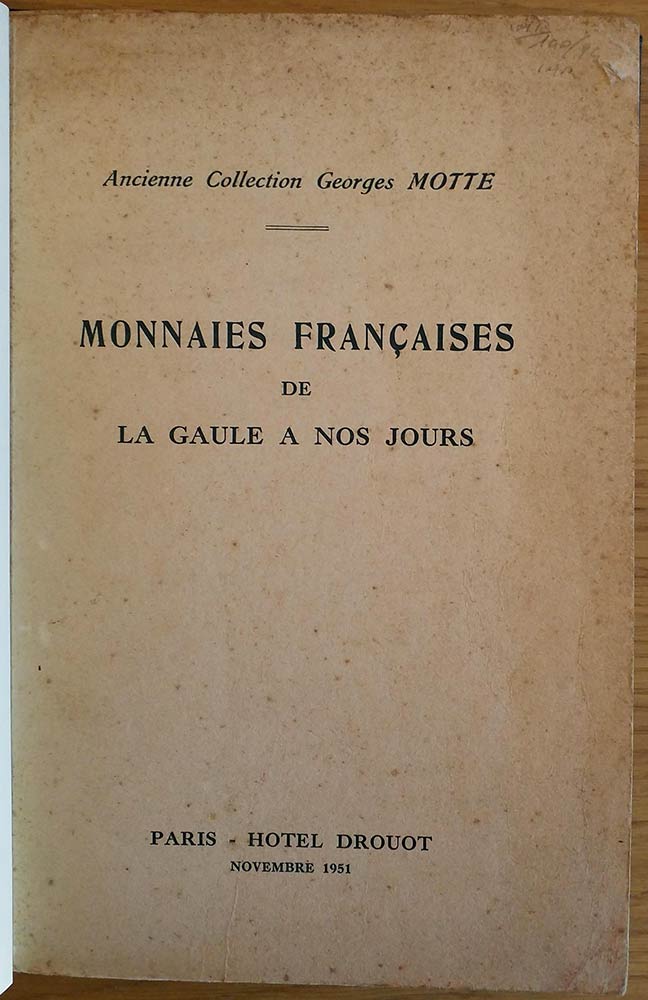 Ancienne Collection Georges MOTTE
MONNAIES FRANÇAISES
DE
LA GAULE A NOS JOURS
PARIS - HOTEL DROUOT
NOVEMBRE 1951